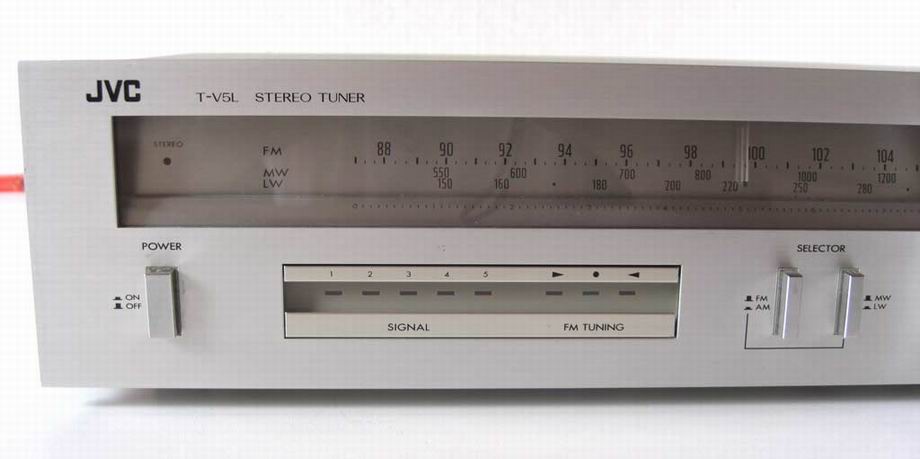 JVC T-V5L STEREO TUNER
STEREO
FM 88 90 92 94 96 98 100 102 104
MW 550 600 700 800 1000 1200
LW 150 160 180 200 220 250 280
POWER
ON
OFF
1 2 3 4 5
SIGNAL FM TUNING
SELECTOR
FM
AM
MW
LW